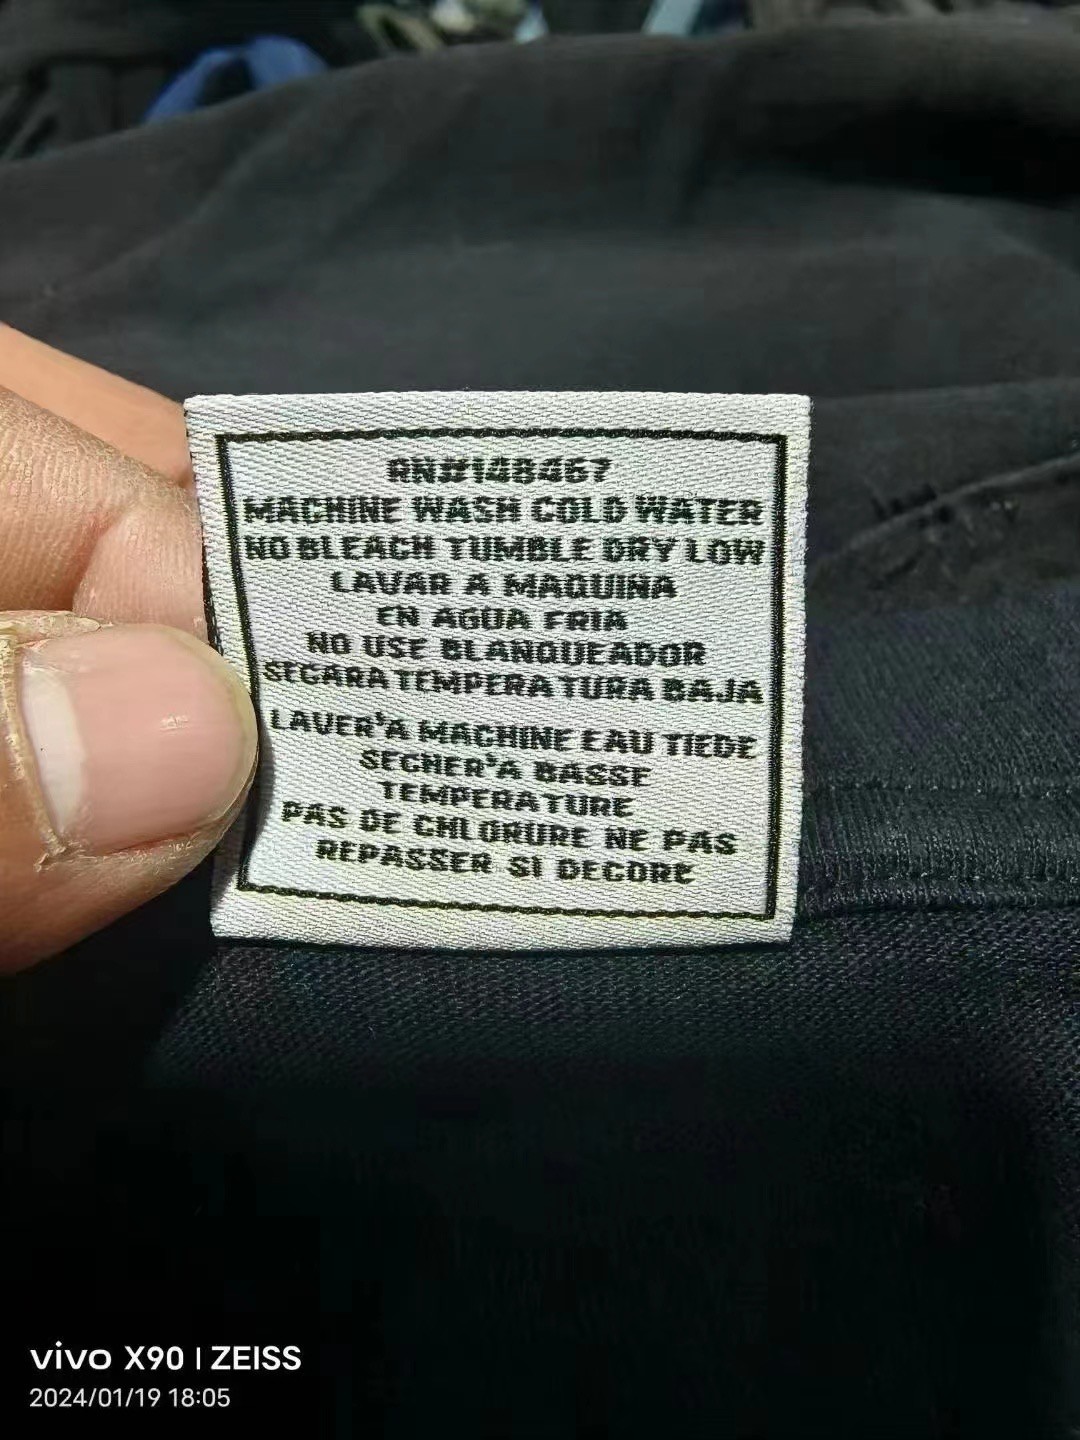 RN#148467
MACHINE WASH COLD WATER
NO BLEACH TUMBLE DRY LOW
LAVAR A MAQUINA
EN AGUA FRIA
NO USE BLANQUEADOR
SECARA TEMPERATURA BAJA
LAVER'A MACHINE EAU TIEDE
SECHER'A BASSE
TEMPERATURE
PAS DE CHLORURE NE PAS
REPASSER SI DECORE
vivo X90 | ZEISS
2024/01/19 18:05